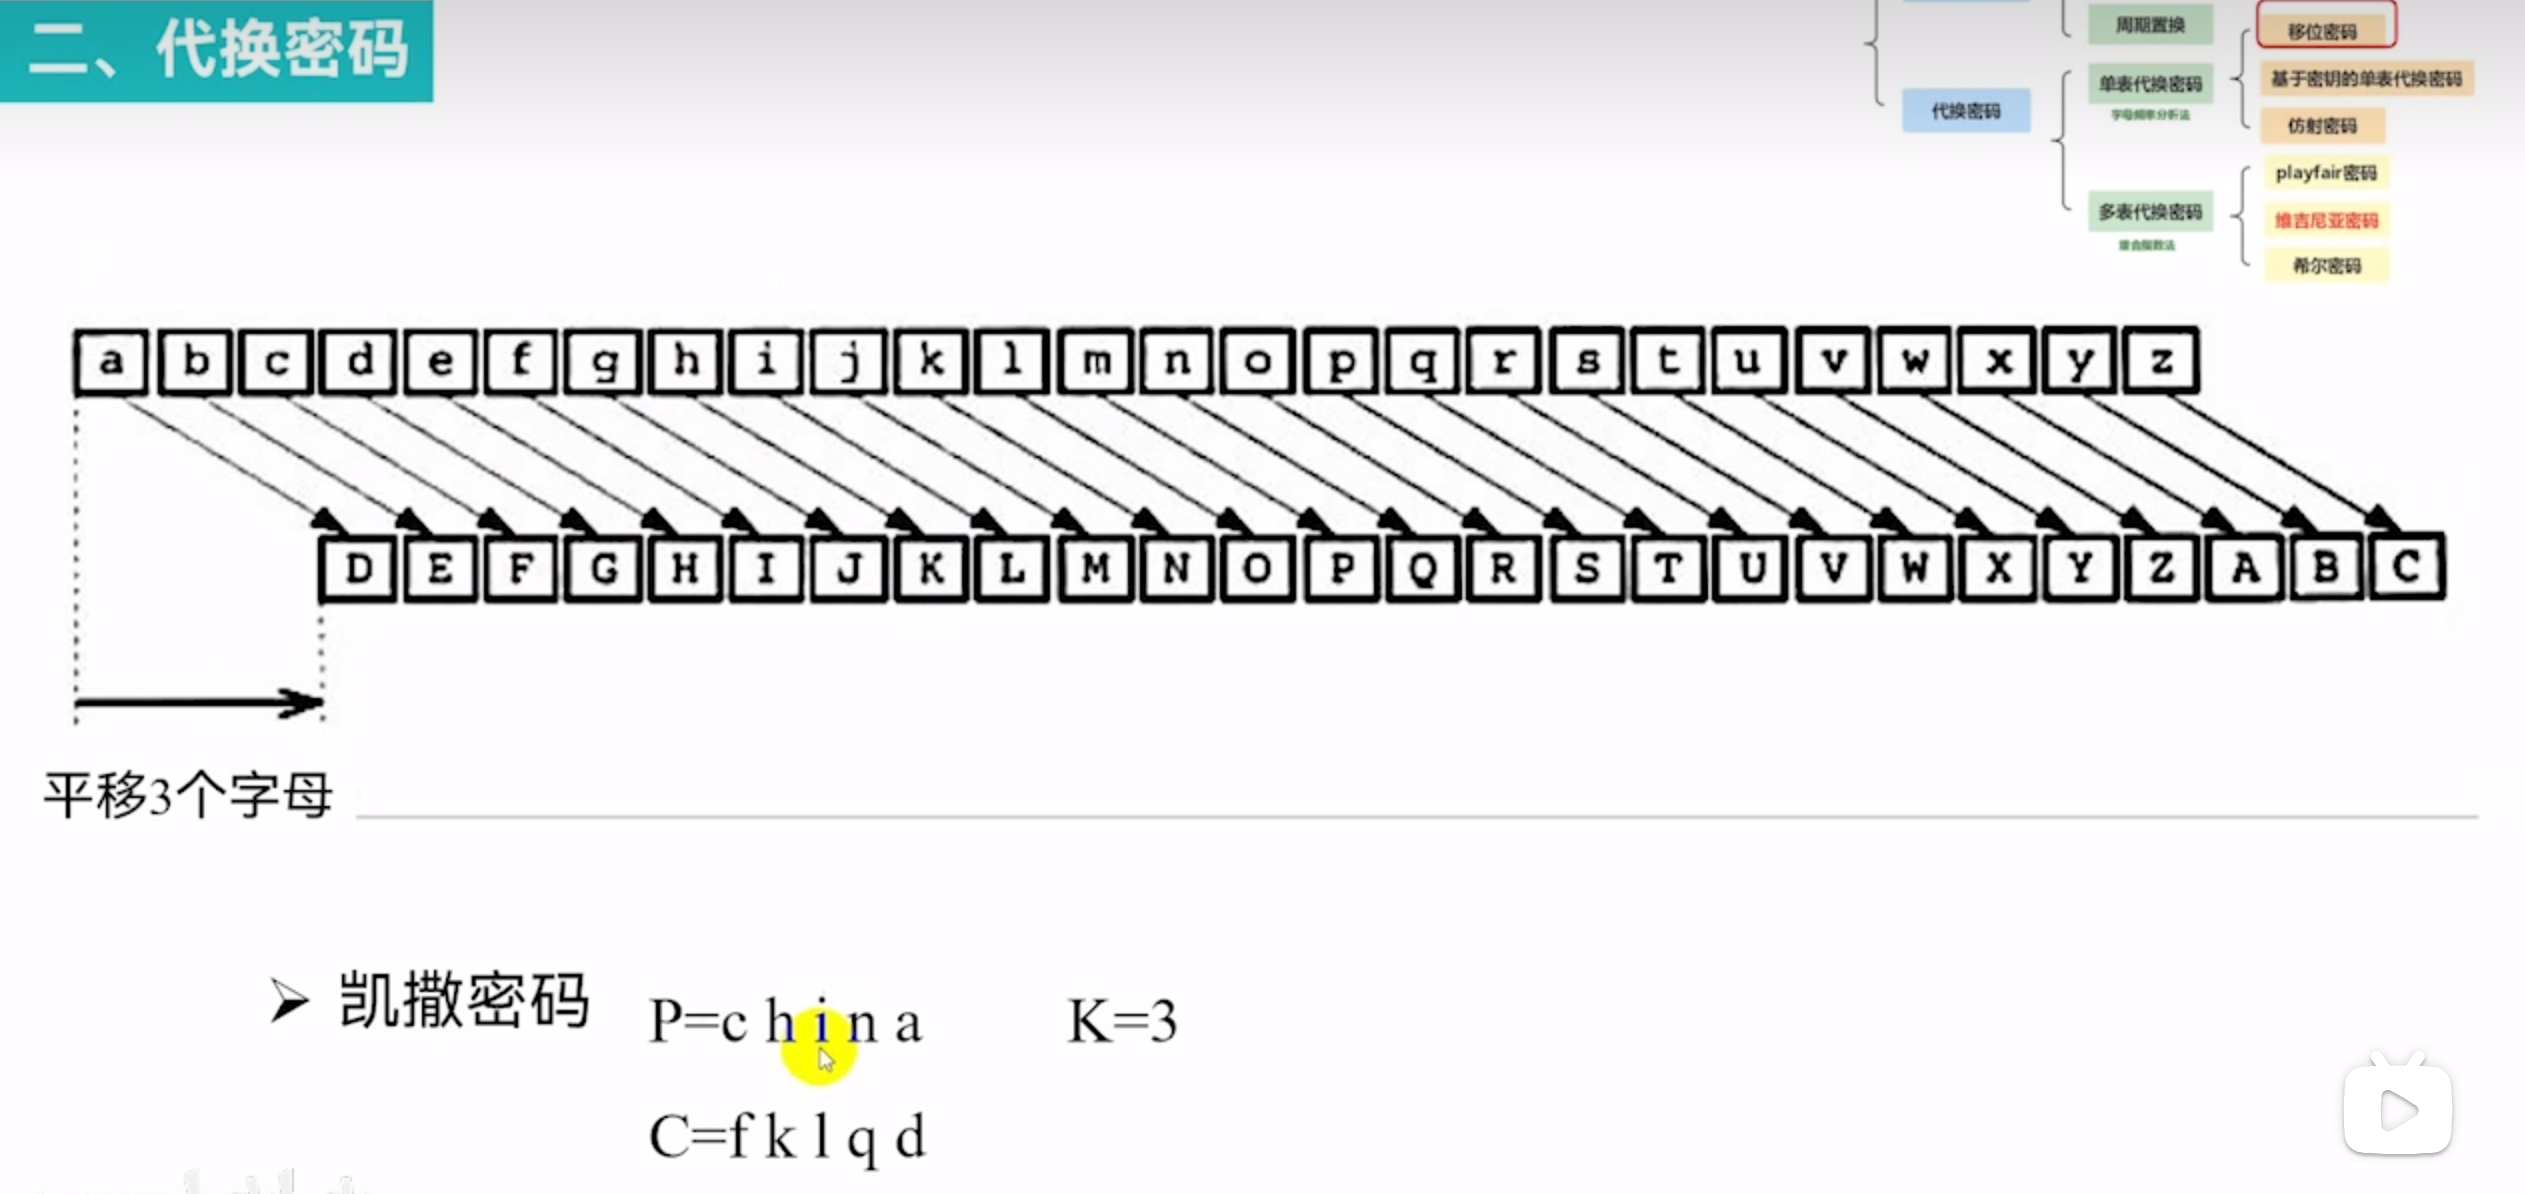 二、代换密码
周期置换
移位密码
单表代换密码
字母频率分析法
基于密钥的单表代换密码
代换密码
仿射密码
playfair密码
多表代换密码
维吉尼亚密码
重合指数法
希尔密码
a b c d e f g h i j k l m n o p q r s t u v w x y z
D E F G H I J K L M N O P Q R S T U V W X Y Z A B C
平移3个字母
➢ 凯撒密码 P=c h i n a K=3
C=f k l q d